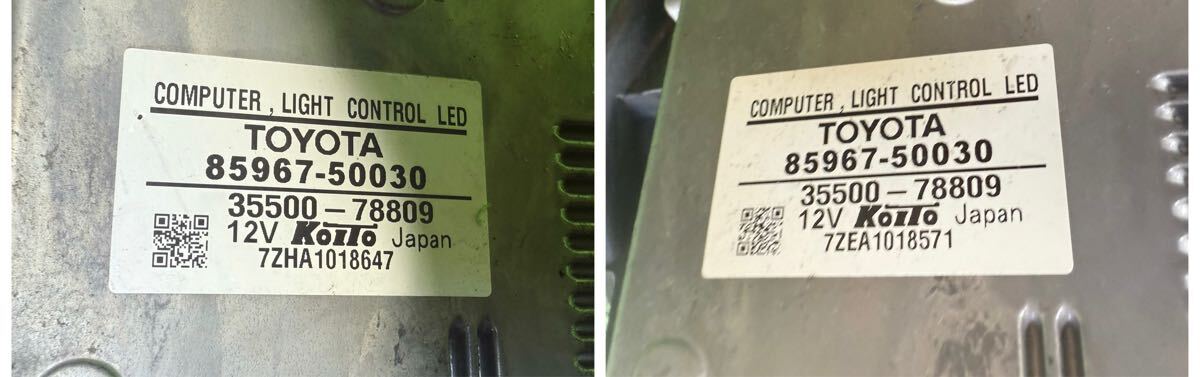 COMPUTER , LIGHT CONTROL LED
TOYOTA
85967-50030
35500-78809
12V KOITO Japan
7ZHA1018647
COMPUTER , LIGHT CONTROL LED
TOYOTA
85967-50030
35500-78809
12V KOITO Japan
7ZEA1018571